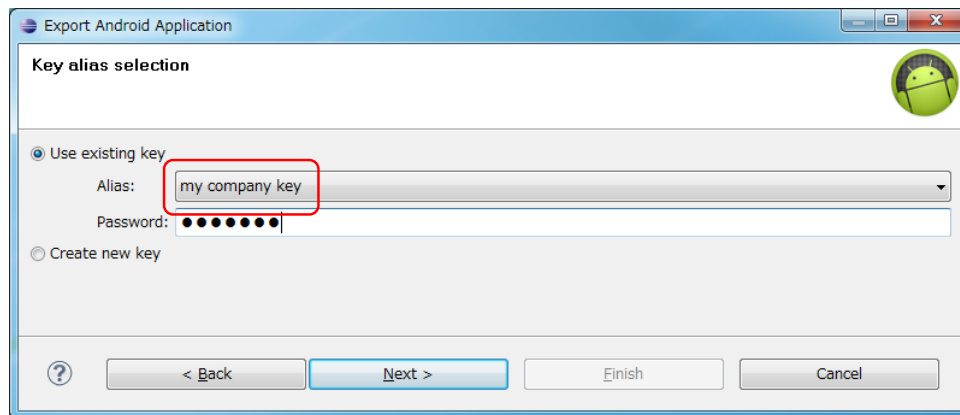 Export Android Application
Key alias selection
Use existing key
Alias: my company key
Password: ●●●●●●●
Create new key
< Back Next > Finish Cancel